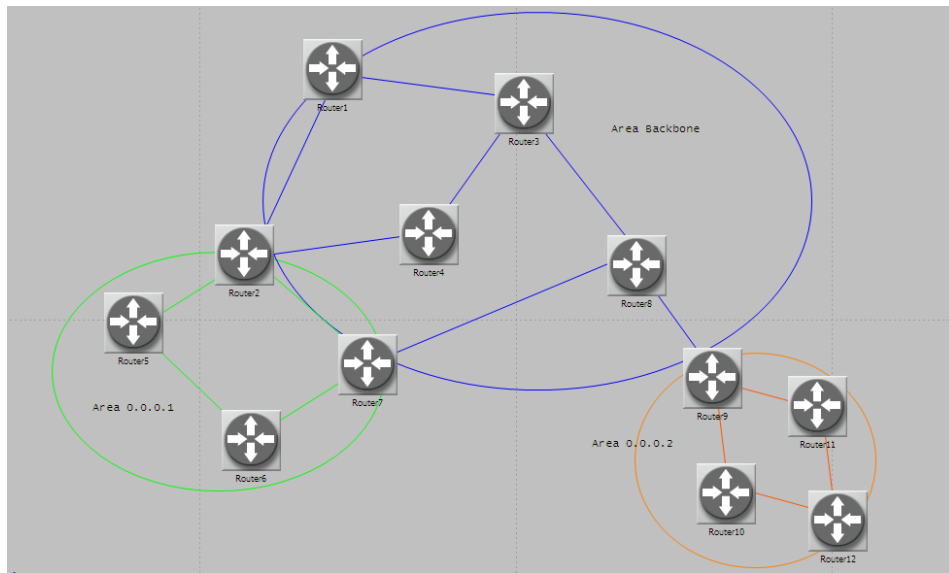 Router1
Router3
Area Backbone
Router4
Router2
Router8
Router5
Router7
Area 0.0.0.1
Router9
Area 0.0.0.2
Router11
Router6
Router10
Router12